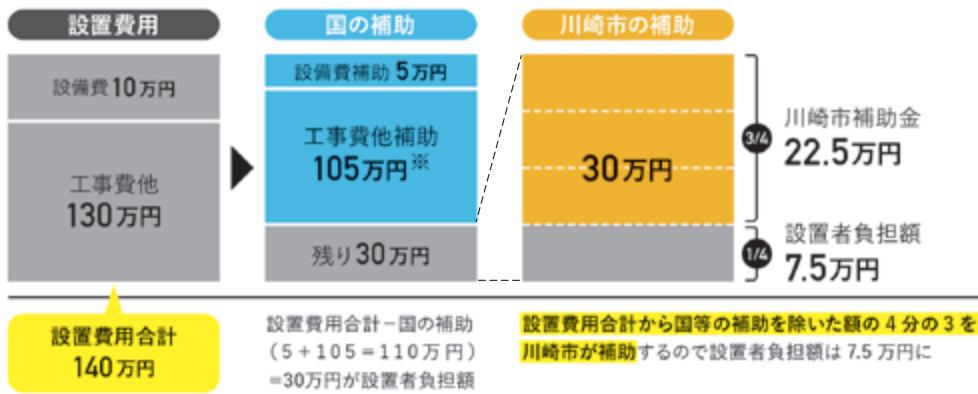 設置費用
国の補助
川崎市の補助
設備費10万円
工事費他
130万円
設備費補助 5万円
工事費他補助
105万円※
残り30万円
30万円
3/4
川崎市補助金
22.5万円
1/4
設置者負担額
7.5万円
設置費用合計
140万円
設置費用合計−国の補助
(5+105=110万円)
=30万円が設置者負担額
設置費用合計から国等の補助を除いた額の4分の3を
川崎市が補助するので設置者負担額は7.5万円に